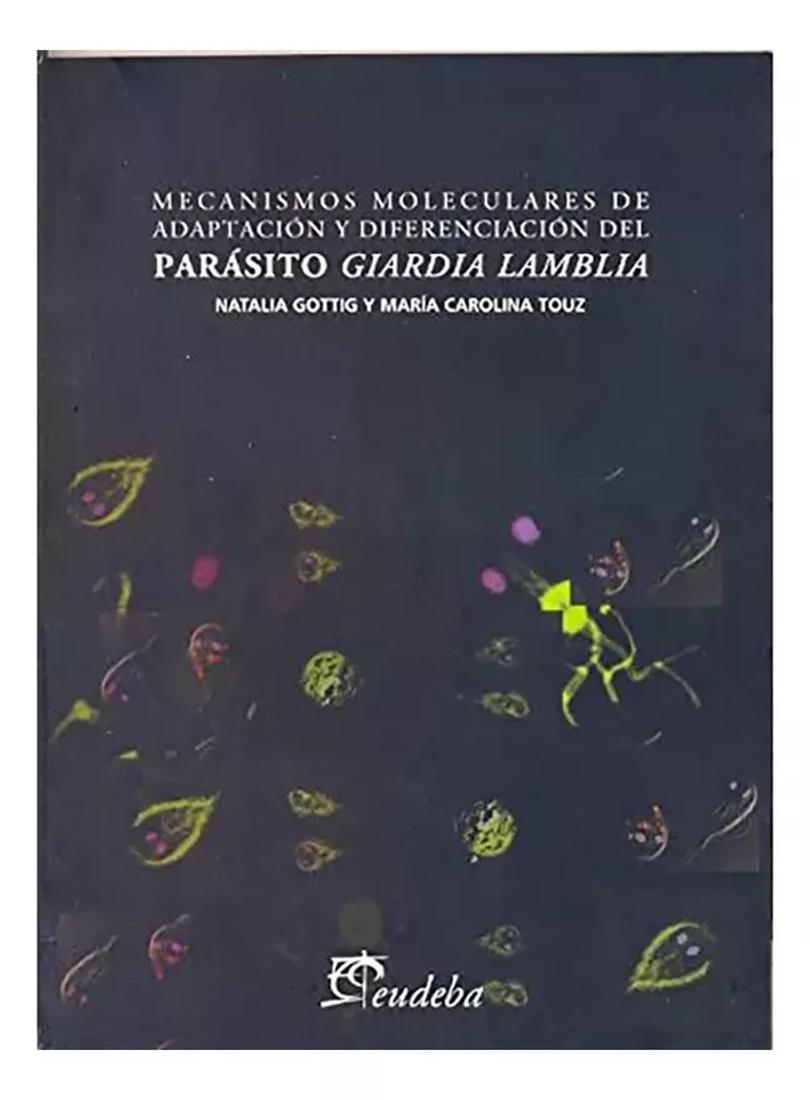 MECANISMOS MOLECULARES DE
ADAPTACIÓN Y DIFERENCIACIÓN DEL
PARÁSITO GIARDIA LAMBLIA
NATALIA GOTTIG Y MARÍA CAROLINA TOUZ
eudeba